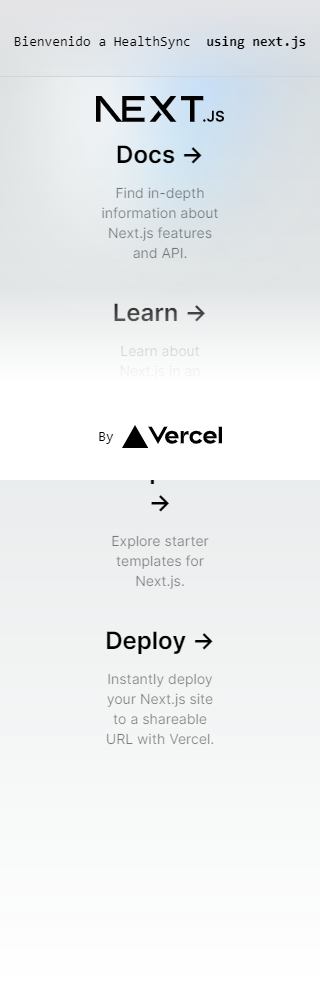 Bienvenido a HealthSync using next.js
NEXT.JS
Docs →
Find in-depth
information about
Next.js features
and API.
Learn →
Learn about
Next.js in an
By Vercel
→
Explore starter
templates for
Next.js.
Deploy →
Instantly deploy
your Next.js site
to a shareable
URL with Vercel.